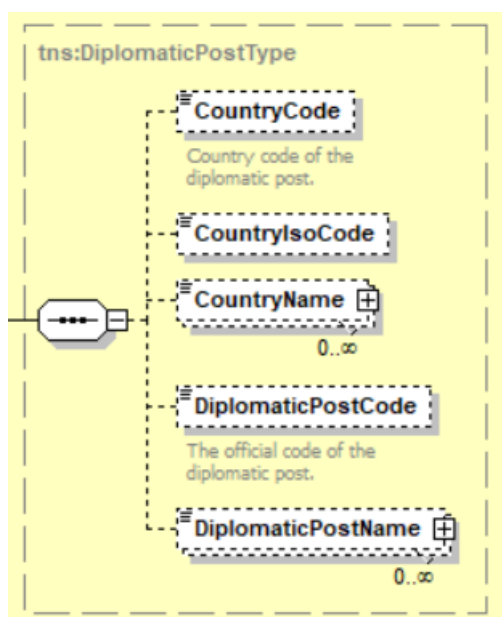 tns:DiplomaticPostType
CountryCode
Country code of the
diplomatic post.
CountryIsoCode
CountryName
0..∞
DiplomaticPostCode
The official code of the
diplomatic post.
DiplomaticPostName
0..∞